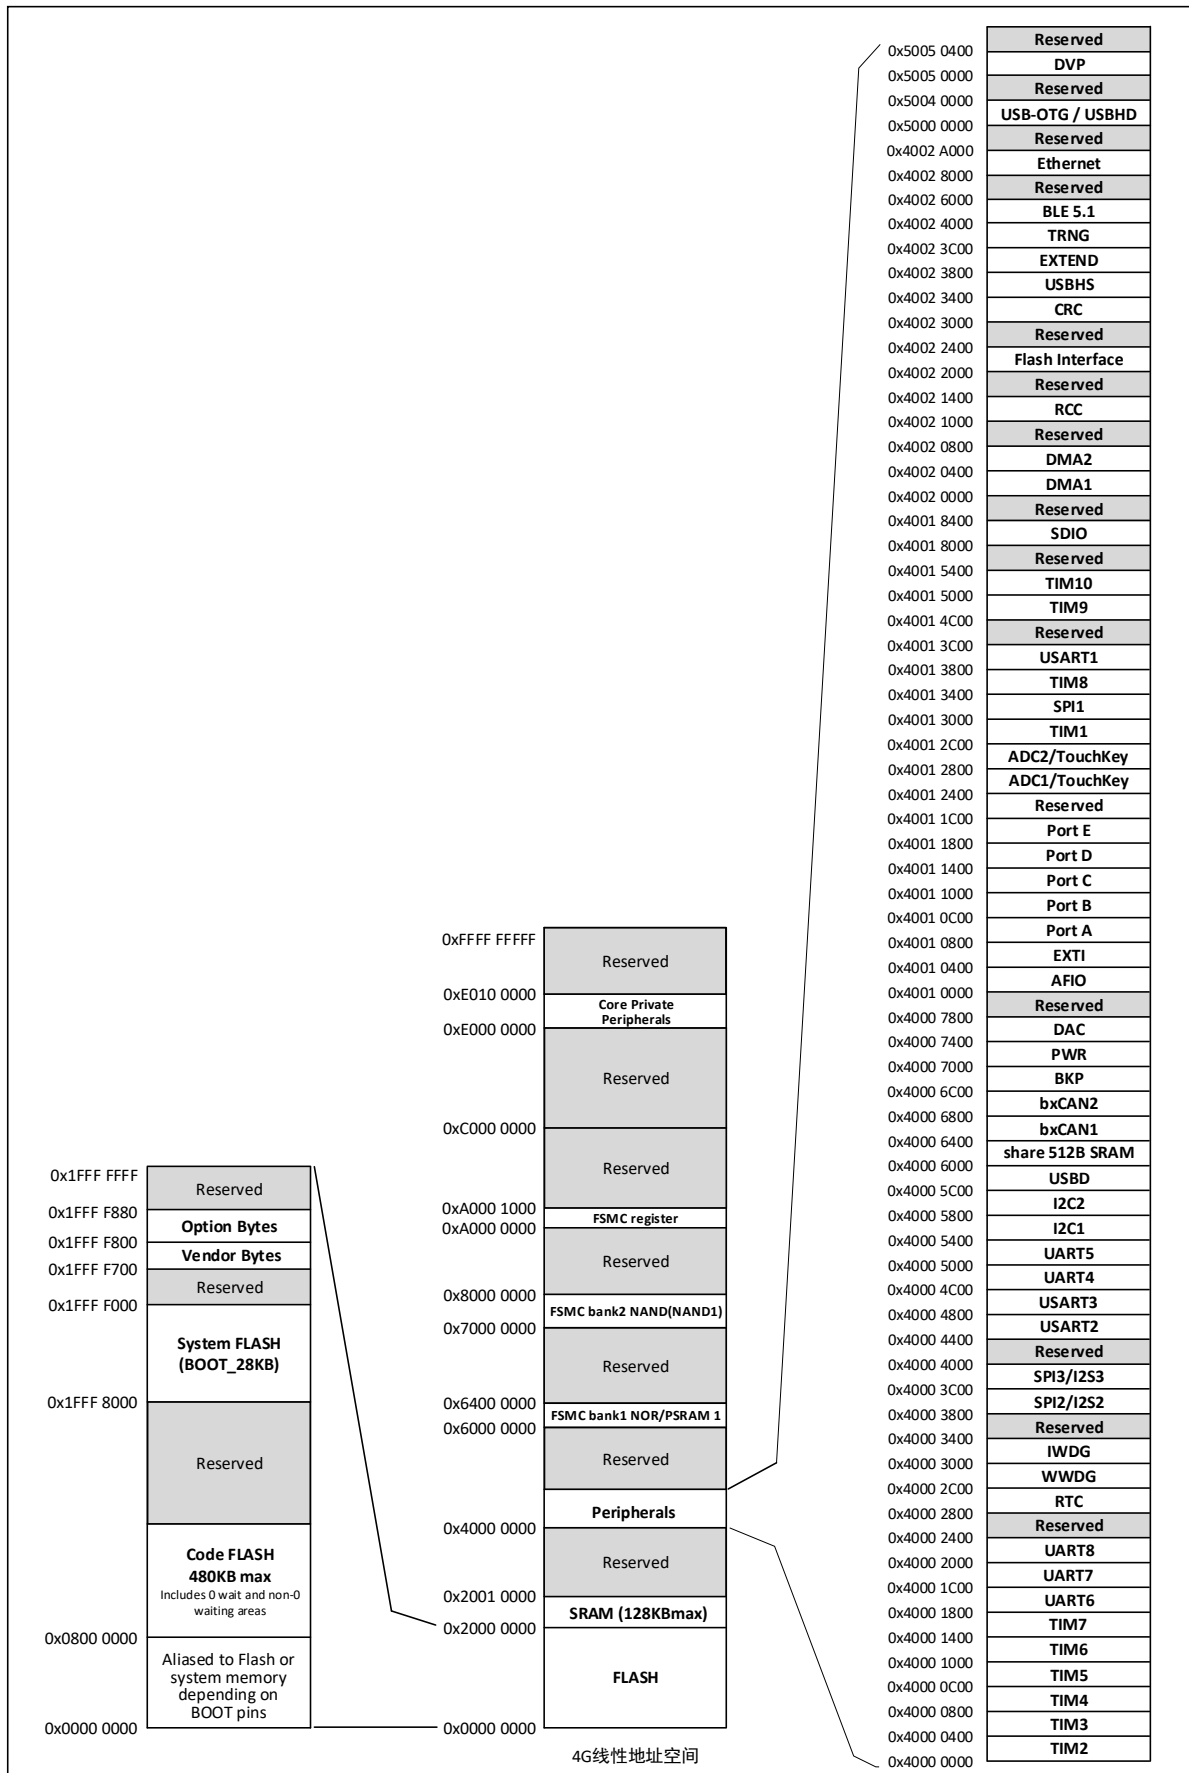 0x1FFF FFFF
Reserved
0x1FFF F880
Option Bytes
0x1FFF F800
Vendor Bytes
0x1FFF F700
Reserved
0x1FFF F000
System FLASH
(BOOT_28KB)
0x1FFF 8000
Reserved
Code FLASH
480KB max
Includes 0 wait and non-0
waiting areas
0x0800 0000
Aliased to Flash or
system memory
depending on
BOOT pins
0x0000 0000
0xFFFF FFFFF
Reserved
0xE010 0000
Core Private
Peripherals
0xE000 0000
Reserved
0xC000 0000
Reserved
0xA000 1000
FSMC register
0xA000 0000
Reserved
0x8000 0000
FSMC bank2 NAND(NAND1)
0x7000 0000
Reserved
0x6400 0000
FSMC bank1 NOR/PSRAM 1
0x6000 0000
Reserved
Peripherals
0x4000 0000
Reserved
0x2001 0000
SRAM (128KBmax)
0x2000 0000
FLASH
0x0000 0000
4G线性地址空间
Reserved
0x5005 0400
DVP
0x5005 0000
Reserved
0x5004 0000
USB-OTG / USBHD
0x5000 0000
Reserved
0x4002 A000
Ethernet
0x4002 8000
Reserved
0x4002 6000
BLE 5.1
0x4002 4000
TRNG
0x4002 3C00
EXTEND
0x4002 3800
USBHS
0x4002 3400
CRC
0x4002 3000
Reserved
0x4002 2400
Flash Interface
0x4002 2000
Reserved
0x4002 1400
RCC
0x4002 1000
Reserved
0x4002 0800
DMA2
0x4002 0400
DMA1
0x4002 0000
Reserved
0x4001 8400
SDIO
0x4001 8000
Reserved
0x4001 5400
TIM10
0x4001 5000
TIM9
0x4001 4C00
Reserved
0x4001 3C00
USART1
0x4001 3800
TIM8
0x4001 3400
SPI1
0x4001 3000
TIM1
0x4001 2C00
ADC2/TouchKey
0x4001 2800
ADC1/TouchKey
0x4001 2400
Reserved
0x4001 1C00
Port E
0x4001 1800
Port D
0x4001 1400
Port C
0x4001 1000
Port B
0x4001 0C00
Port A
0x4001 0800
EXTI
0x4001 0400
AFIO
0x4001 0000
Reserved
0x4000 7800
DAC
0x4000 7400
PWR
0x4000 7000
BKP
0x4000 6C00
bxCAN2
0x4000 6800
bxCAN1
0x4000 6400
share 512B SRAM
0x4000 6000
USBD
0x4000 5C00
I2C2
0x4000 5800
I2C1
0x4000 5400
UART5
0x4000 5000
UART4
0x4000 4C00
USART3
0x4000 4800
USART2
0x4000 4400
Reserved
0x4000 4000
SPI3/I2S3
0x4000 3C00
SPI2/I2S2
0x4000 3800
Reserved
0x4000 3400
IWDG
0x4000 3000
WWDG
0x4000 2C00
RTC
0x4000 2800
Reserved
0x4000 2400
UART8
0x4000 2000
UART7
0x4000 1C00
UART6
0x4000 1800
TIM7
0x4000 1400
TIM6
0x4000 1000
TIM5
0x4000 0C00
TIM4
0x4000 0800
TIM3
0x4000 0400
TIM2
0x4000 0000